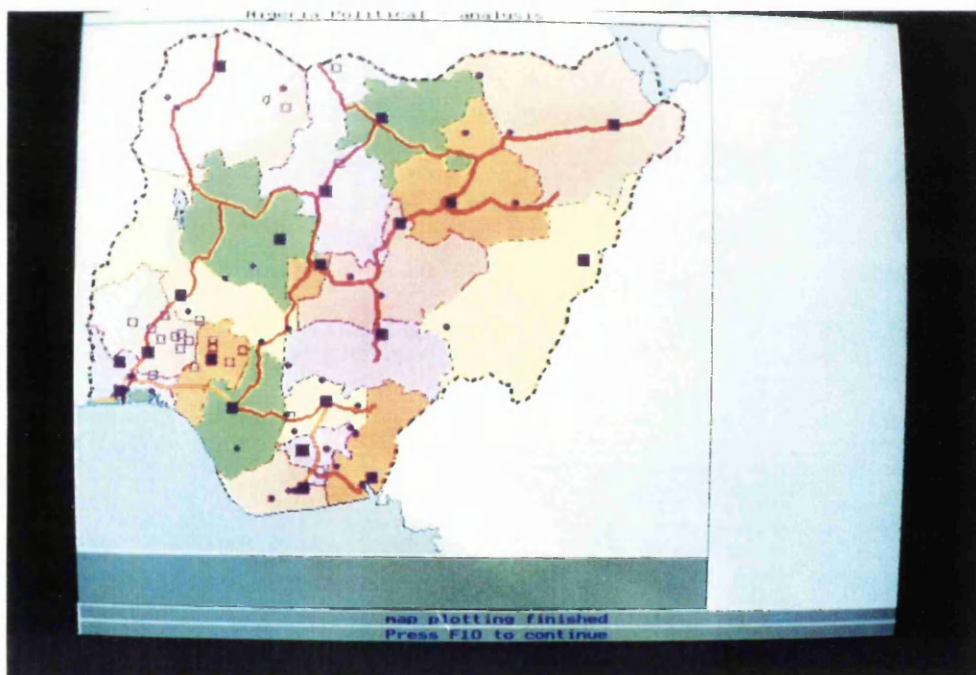 Nigeria Political - analysis
map plotting finished
Press F10 to continue